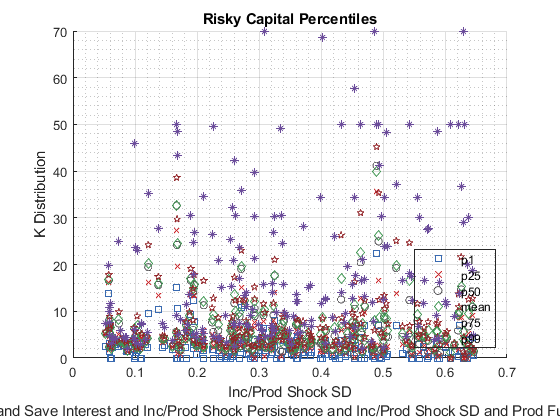 Risky Capital Percentiles
70
60
50
40
30
20
10
0
K Distribution
p1
p25
p50
mean
p75
p99
0
0.1
0.2
0.3
0.4
0.5
0.6
0.7
Inc/Prod Shock SD
and Save Interest and Inc/Prod Shock Persistence and Inc/Prod Shock SD and Prod Fu